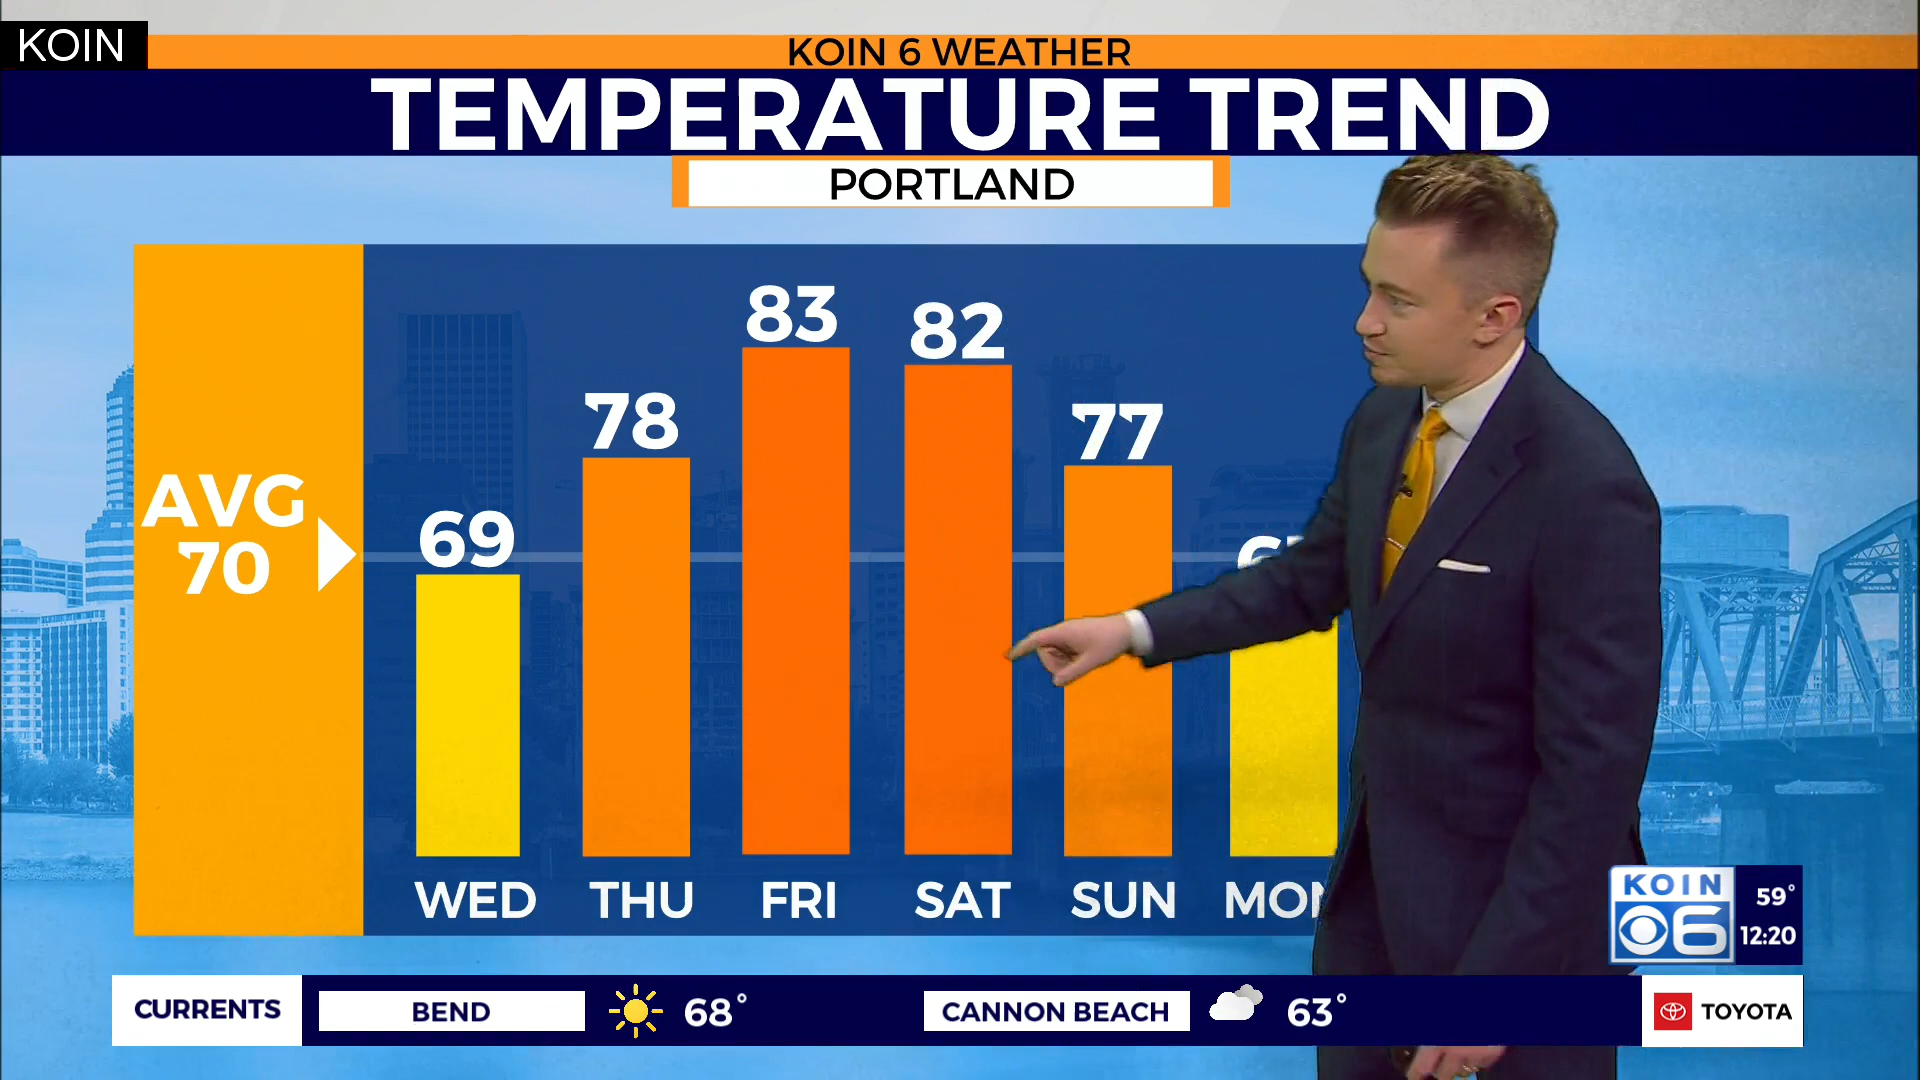 KOIN
KOIN 6 WEATHER
TEMPERATURE TREND
PORTLAND
AVG
70
69
78
83
82
77
WED
THU
FRI
SAT
SUN
KOIN
6
59°
12:20
CURRENTS
BEND
68°
CANNON BEACH
63°
TOYOTA